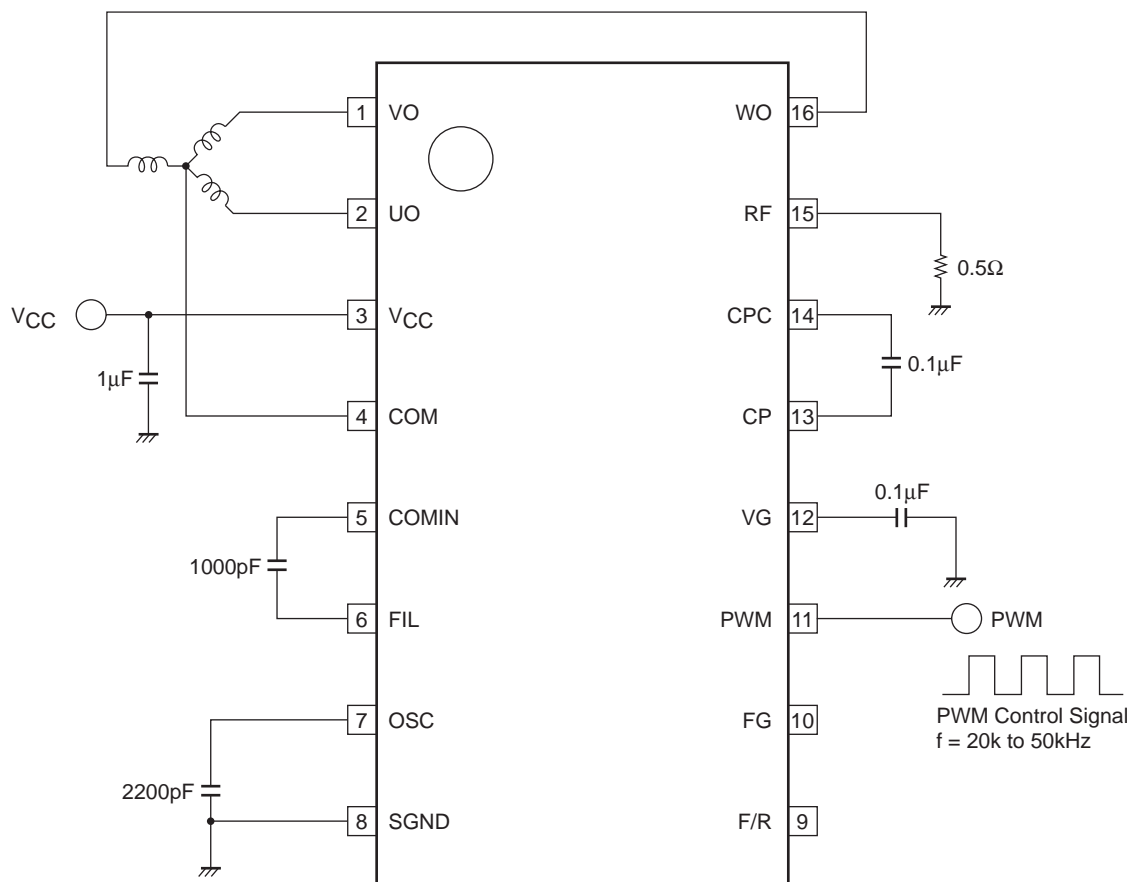 1 VO WO 16
2 UO RF 15
0.5Ω
VCC 3 VCC CPC 14
1μF
0.1μF
4 COM CP 13
0.1μF
5 COMIN VG 12
1000pF
6 FIL PWM 11 PWM
7 OSC FG 10
PWM Control Signal
f = 20k to 50kHz
2200pF
8 SGND F/R 9